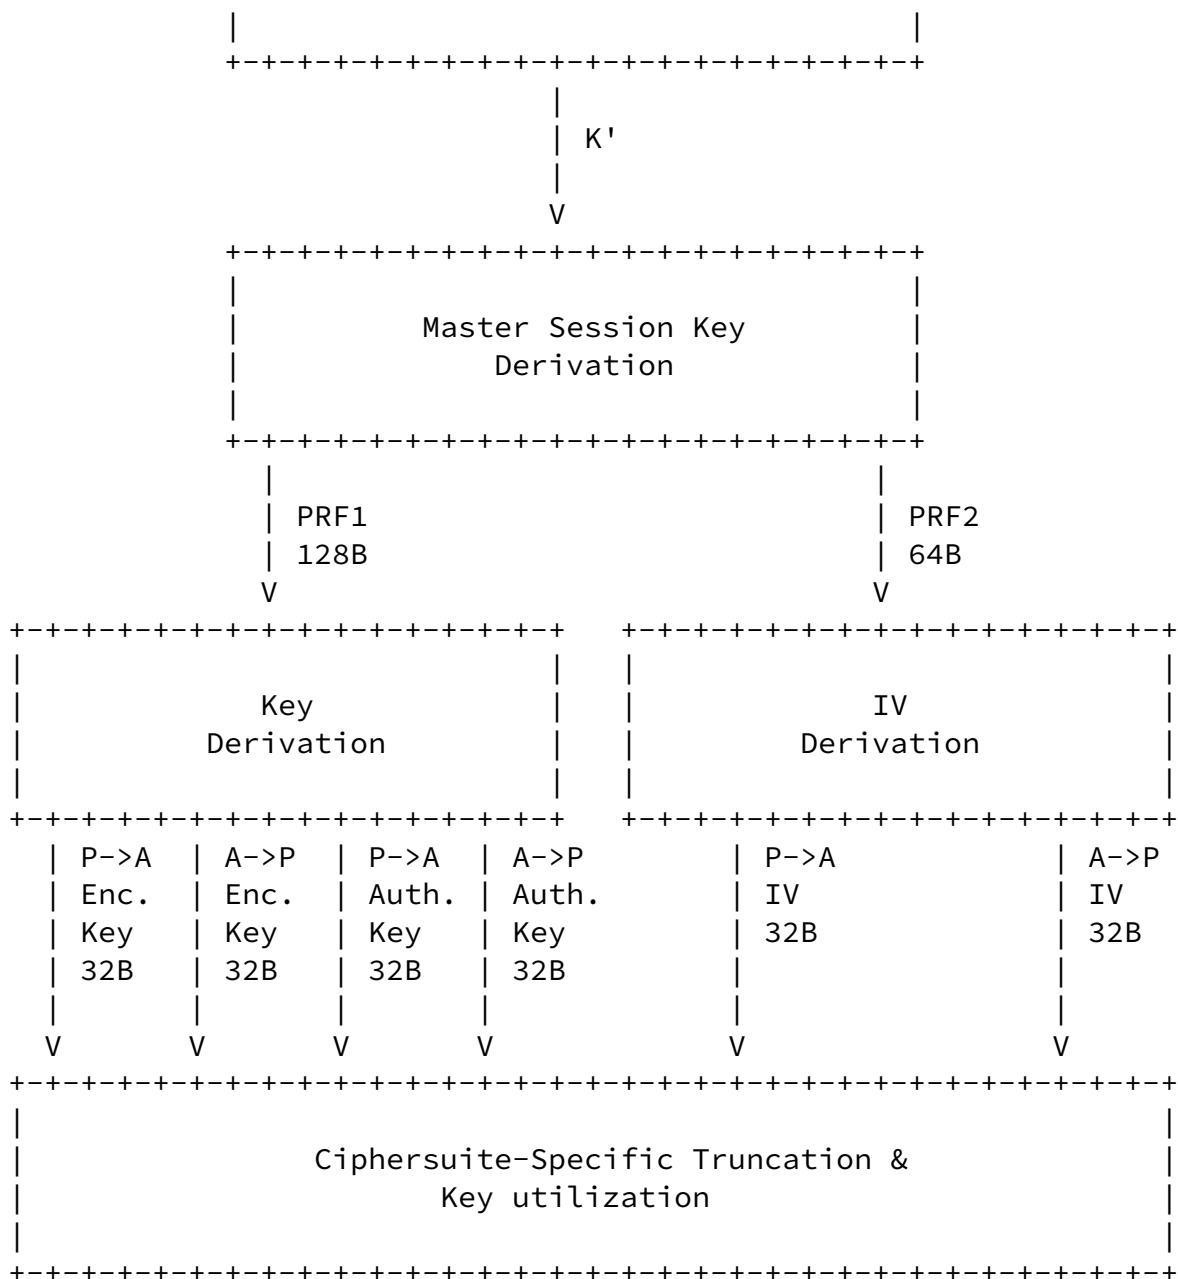 |                                     |
            +-+-+-+-+-+-+-+-+-+-+-+-+-+-+-+-+-+-+-+
                              |
                              | K'
                              |
                              V
            +-+-+-+-+-+-+-+-+-+-+-+-+-+-+-+-+-+-+-+
            |                                     |
            |          Master Session Key         |
            |              Derivation             |
            |                                     |
            +-+-+-+-+-+-+-+-+-+-+-+-+-+-+-+-+-+-+-+
              |                                 |
              | PRF1                            | PRF2
              | 128B                            | 64B
              V                                 V
+-+-+-+-+-+-+-+-+-+-+-+-+-+-+-+   +-+-+-+-+-+-+-+-+-+-+-+-+-+-+-+
|                             |   |                             |
|             Key             |   |             IV              |
|          Derivation         |   |         Derivation          |
|                             |   |                             |
+-+-+-+-+-+-+-+-+-+-+-+-+-+-+-+   +-+-+-+-+-+-+-+-+-+-+-+-+-+-+-+
  | P->A  | A->P  | P->A  | A->P        | P->A            | A->P
  | Enc.  | Enc.  | Auth. | Auth.       | IV              | IV
  | Key   | Key   | Key   | Key         | 32B             | 32B
  | 32B   | 32B   | 32B   | 32B         |                 |
  |       |       |       |             |                 |
  V       V       V       V             V                 V
+-+-+-+-+-+-+-+-+-+-+-+-+-+-+-+-+-+-+-+-+-+-+-+-+-+-+-+-+-+-+-+-+
|                                                               |
|                Ciphersuite-Specific Truncation &              |
|                       Key utilization                         |
|                                                               |
+-+-+-+-+-+-+-+-+-+-+-+-+-+-+-+-+-+-+-+-+-+-+-+-+-+-+-+-+-+-+-+-+